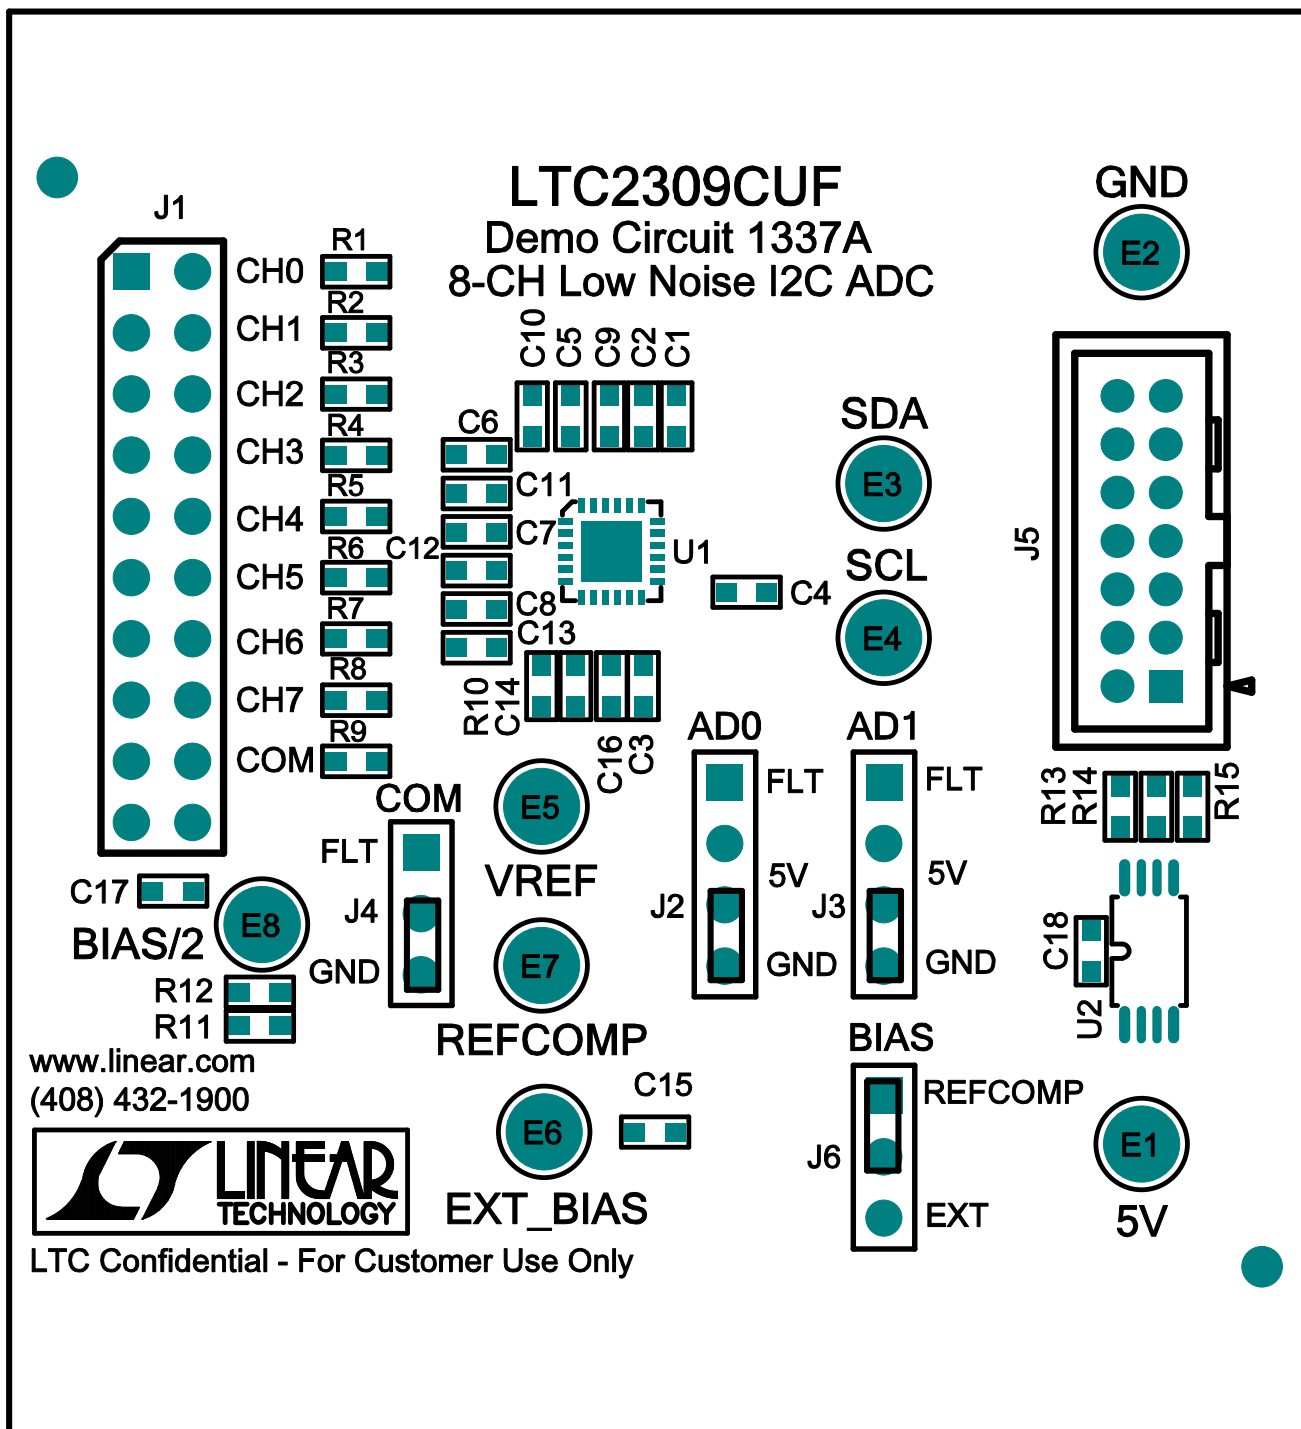 LTC2309CUF
Demo Circuit 1337A
8-CH Low Noise I2C ADC
GND
E2
J1
CH0
R1
CH1
R2
CH2
R3
CH3
R4
CH4
R5
CH5
R6
CH6
R7
CH7
R8
COM
R9
C10
C5
C9
C2
C1
C6
C11
C7
C12
C8
C13
U1
C4
SDA
E3
SCL
E4
J5
R10
C14
C16
C3
AD0
FLT
5V
J2
GND
AD1
FLT
5V
J3
GND
R13
R14
R15
COM
FLT
J4
GND
E5
VREF
C17
E8
BIAS/2
E7
REFCOMP
R12
R11
C18
U2
BIAS
REFCOMP
J6
EXT
www.linear.com
(408) 432-1900
C15
E6
EXT_BIAS
E1
5V
LINEAR
TECHNOLOGY
LTC Confidential - For Customer Use Only